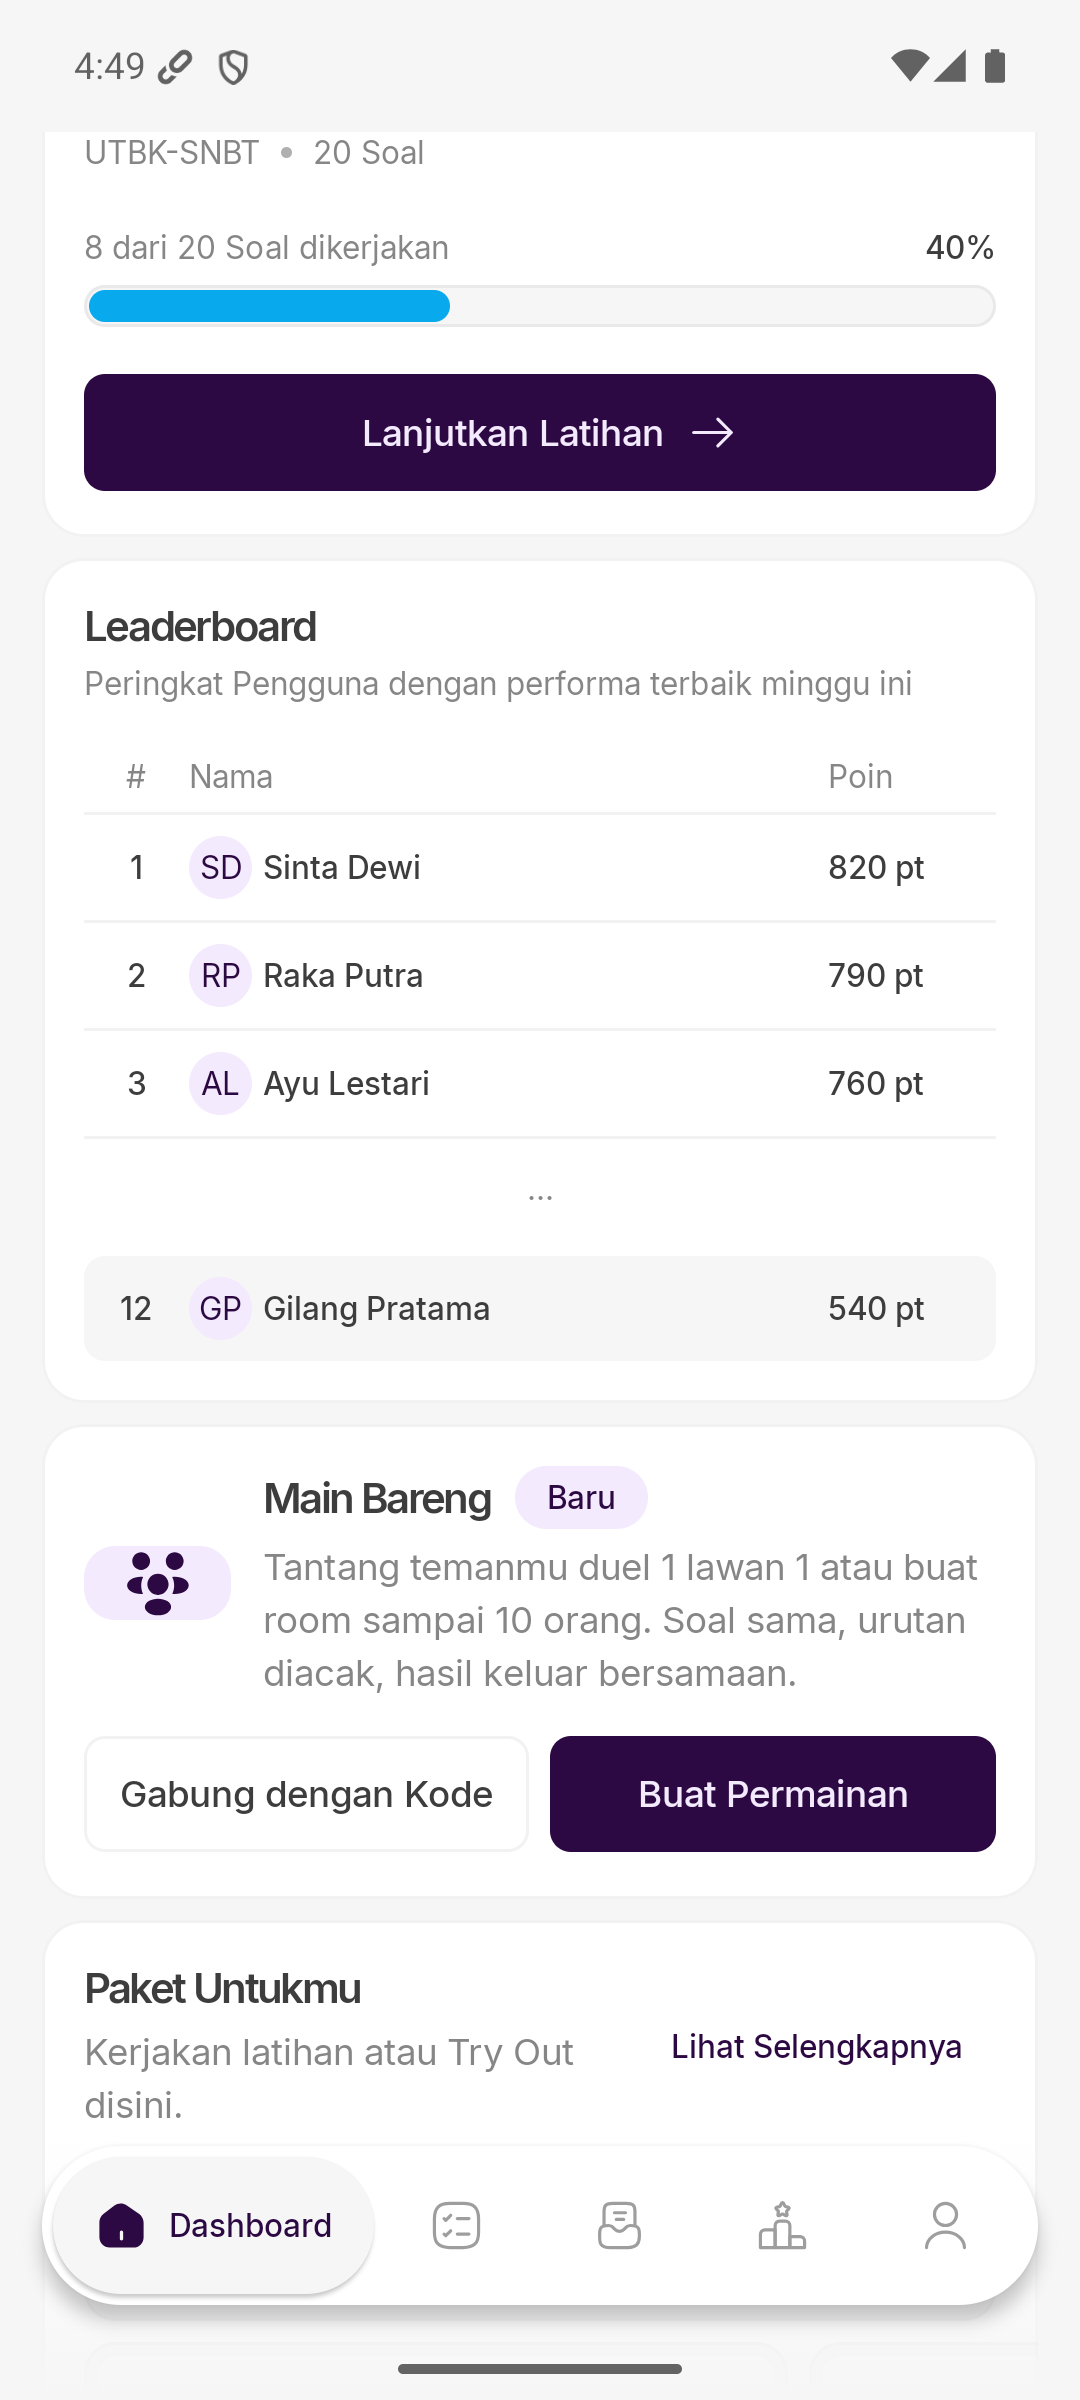 4:49
UTBK-SNBT • 20 Soal
8 dari 20 Soal dikerjakan 40%
Lanjutkan Latihan
Leaderboard
Peringkat Pengguna dengan performa terbaik minggu ini
# Nama Poin
1 SD Sinta Dewi 820 pt
2 RP Raka Putra 790 pt
3 AL Ayu Lestari 760 pt
...
12 GP Gilang Pratama 540 pt
Main Bareng Baru
Tantang temanmu duel 1 lawan 1 atau buat
room sampai 10 orang. Soal sama, urutan
diacak, hasil keluar bersamaan.
Gabung dengan Kode Buat Permainan
Paket Untukmu
Kerjakan latihan atau Try Out
disini.
Lihat Selengkapnya
Dashboard